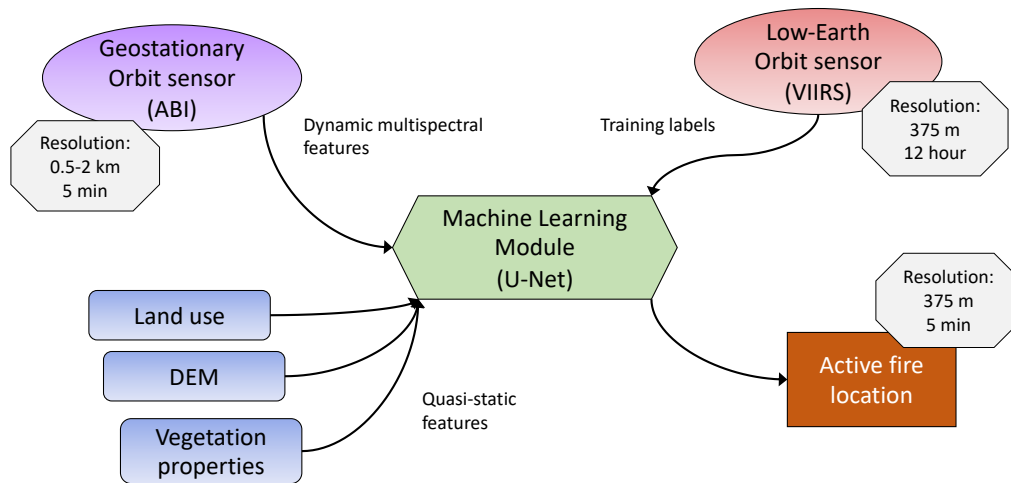 Geostationary
Orbit sensor
(ABI)
Resolution:
0.5-2 km
5 min
Dynamic multispectral
features
Low-Earth
Orbit sensor
(VIIRS)
Resolution:
375 m
12 hour
Training labels
Machine Learning
Module
(U-Net)
Land use
DEM
Vegetation
properties
Quasi-static
features
Resolution:
375 m
5 min
Active fire
location